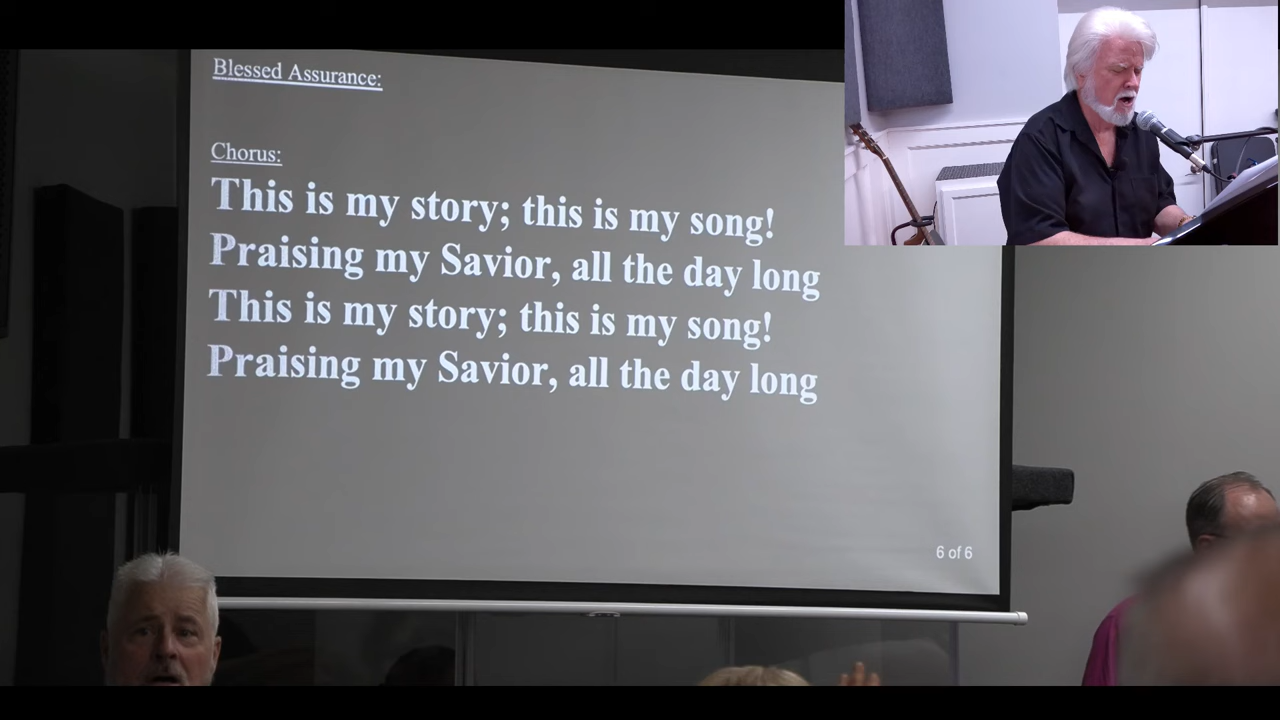 Blessed Assurance:
Chorus:
This is my story; this is my song!
Praising my Savior, all the day long
This is my story; this is my song!
Praising my Savior, all the day long
6 of 6